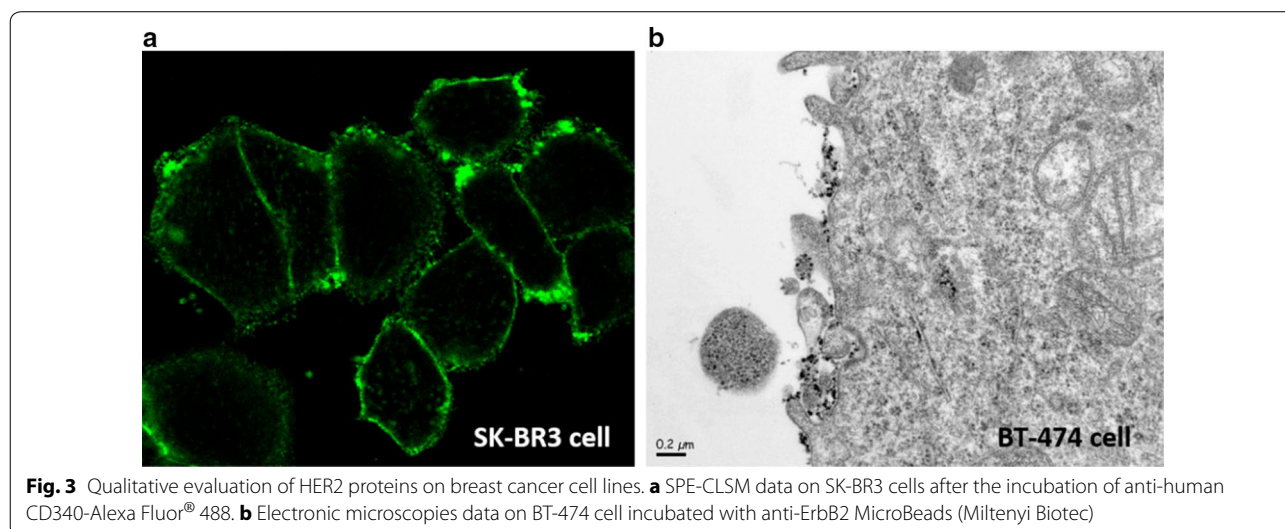 a
b
SK-BR3 cell
0.2 µm
BT-474 cell
Fig. 3 Qualitative evaluation of HER2 proteins on breast cancer cell lines. a SPE-CLSM data on SK-BR3 cells after the incubation of anti-human
CD340-Alexa Fluor® 488. b Electronic microscopies data on BT-474 cell incubated with anti-ErbB2 MicroBeads (Miltenyi Biotec)